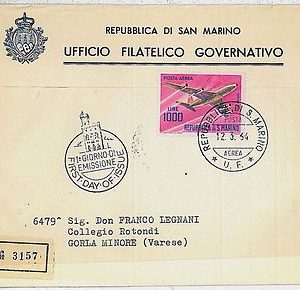 REPUBBLICA DI SAN MARINO
UFFICIO FILATELICO GOVERNATIVO
POSTA AEREA
LIRE
1000
REPUBBLICA DI S. MARINO
REPUBBLICA DI S. MARINO
12.3.64
AEREA
U. F.
1º GIORNO DI
EMISSIONE
FIRST DAY OF ISSUE
6479^ Sig. Don FRANCO LEGNANI
Collegio Rotondi
GORLA MINORE (Varese)
G 3157